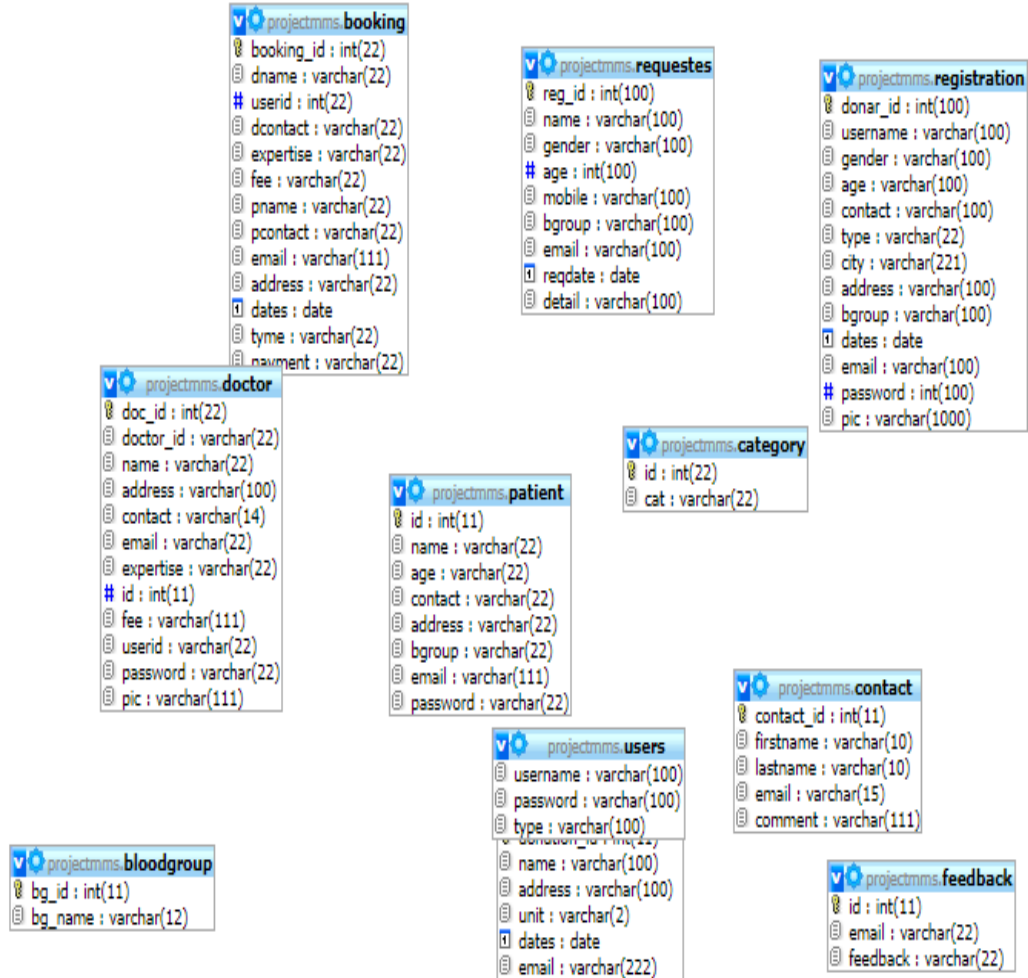 projectmms.booking
booking_id : int(22)
dname : varchar(22)
userid : int(22)
dcontact : varchar(22)
expertise : varchar(22)
fee : varchar(22)
pname : varchar(22)
pcontact : varchar(22)
email : varchar(111)
address : varchar(22)
dates : date
tyme : varchar(22)
payment : varchar(22)
projectmms.requestes
reg_id : int(100)
name : varchar(100)
gender : varchar(100)
age : int(100)
mobile : varchar(100)
bgroup : varchar(100)
email : varchar(100)
reqdate : date
detail : varchar(100)
projectmms.registration
donar_id : int(100)
username : varchar(100)
gender : varchar(100)
age : varchar(100)
contact : varchar(100)
type : varchar(22)
city : varchar(221)
address : varchar(100)
bgroup : varchar(100)
dates : date
email : varchar(100)
password : int(100)
pic : varchar(1000)
projectmms.doctor
doc_id : int(22)
doctor_id : varchar(22)
name : varchar(22)
address : varchar(100)
contact : varchar(14)
email : varchar(22)
expertise : varchar(22)
id : int(11)
fee : varchar(111)
userid : varchar(22)
password : varchar(22)
pic : varchar(111)
projectmms.patient
id : int(11)
name : varchar(22)
age : varchar(22)
contact : varchar(22)
address : varchar(22)
bgroup : varchar(22)
email : varchar(111)
password : varchar(22)
projectmms.category
id : int(22)
cat : varchar(22)
projectmms.contact
contact_id : int(11)
firstname : varchar(10)
lastname : varchar(10)
email : varchar(15)
comment : varchar(111)
projectmms.users
username : varchar(100)
password : varchar(100)
type : varchar(100)
donation_id : int(11)
name : varchar(100)
address : varchar(100)
unit : varchar(2)
dates : date
email : varchar(222)
projectmms.bloodgroup
bg_id : int(11)
bg_name : varchar(12)
projectmms.feedback
id : int(11)
email : varchar(22)
feedback : varchar(22)